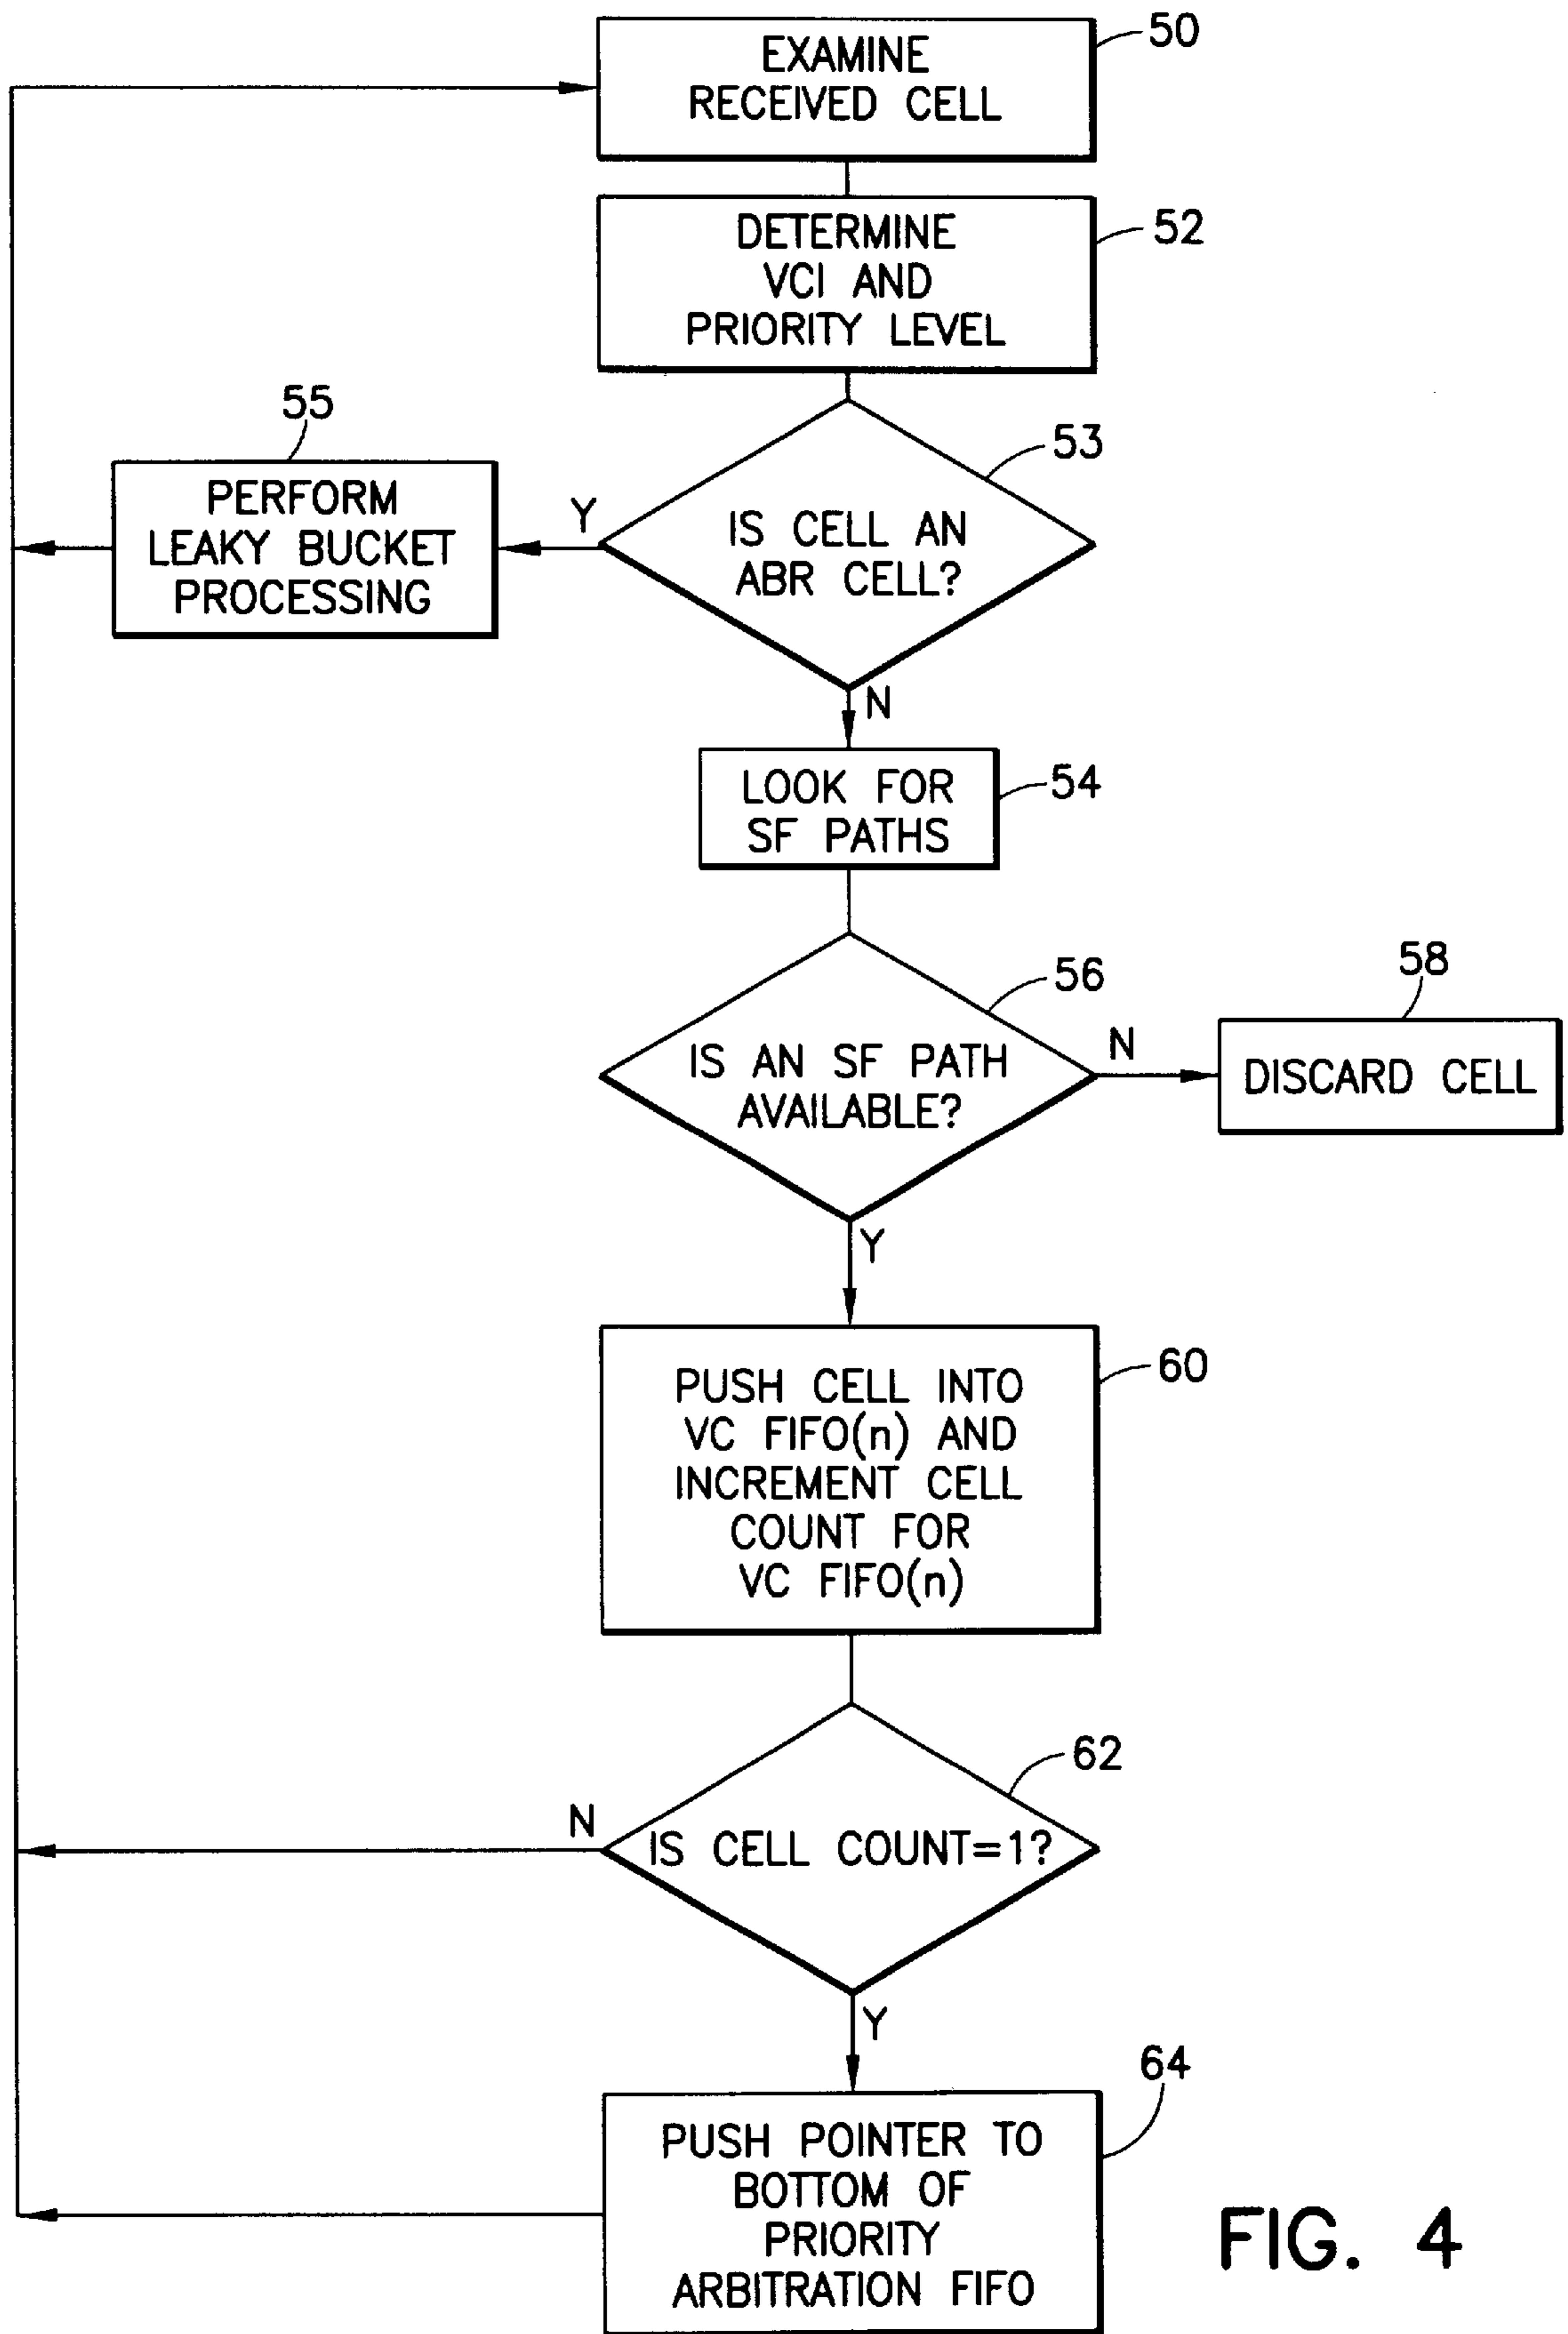 50
EXAMINE
RECEIVED CELL
52
DETERMINE
VCI AND
PRIORITY LEVEL
55
53
PERFORM
LEAKY BUCKET
PROCESSING
Y
IS CELL AN
ABR CELL?
N
54
LOOK FOR
SF PATHS
56
58
IS AN SF PATH
AVAILABLE?
N
DISCARD CELL
Y
60
PUSH CELL INTO
VC FIFO(n) AND
INCREMENT CELL
COUNT FOR
VC FIFO(n)
62
N
IS CELL COUNT=1?
Y
64
PUSH POINTER TO
BOTTOM OF
PRIORITY
ARBITRATION FIFO
FIG. 4